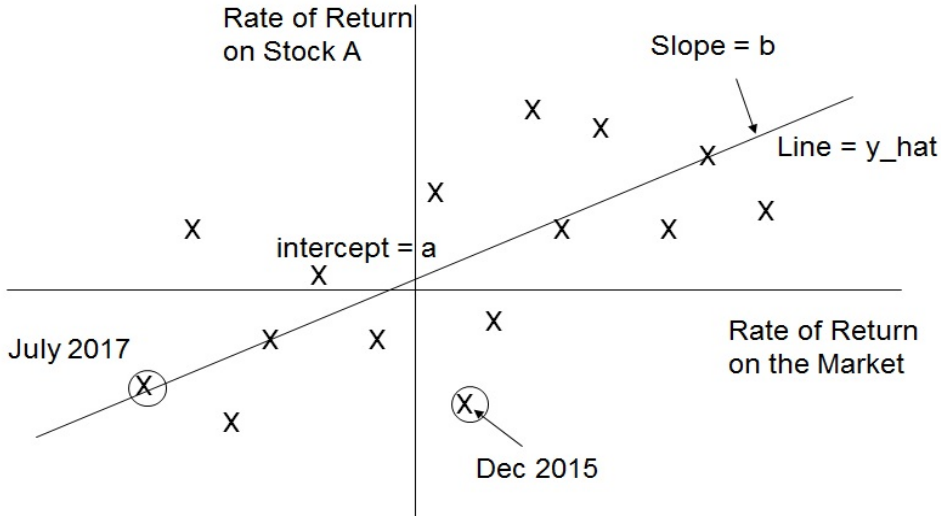 Rate of Return
on Stock A
Slope = b
Line = y_hat
X
X
X
X
X
X
X
X
intercept = a
X
X
X
X
July 2017
Rate of Return
on the Market
X
X
X
Dec 2015